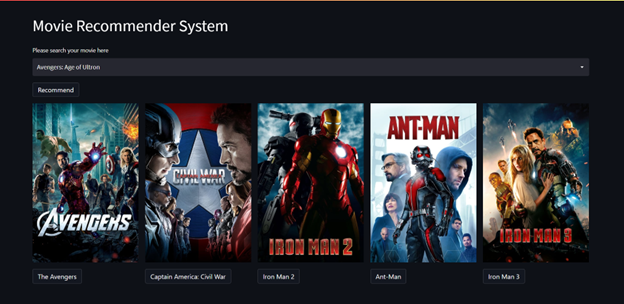 Movie Recommender System
Please search your movie here
Avengers: Age of Ultron
Recommend
AVENGERS
CIVIL WAR
IRON MAN 2
ANT-MAN
IRON MAN 3
The Avengers
Captain America: Civil War
Iron Man 2
Ant-Man
Iron Man 3